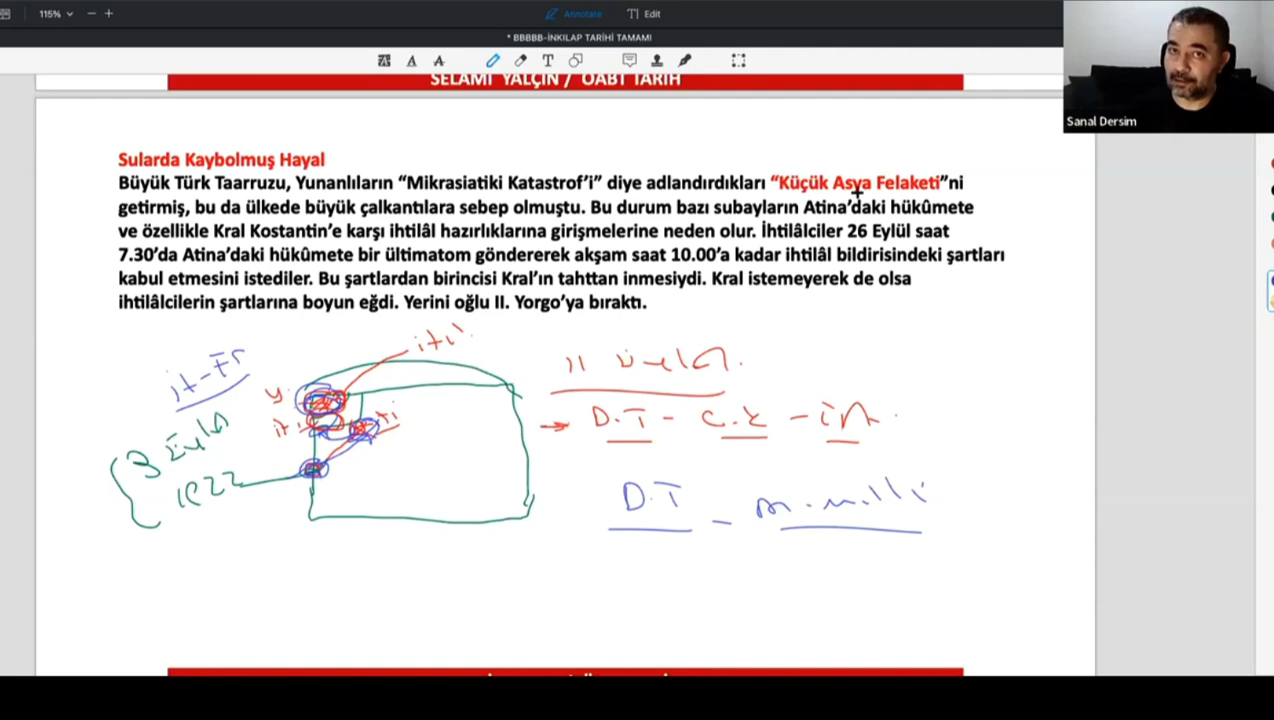 115%
Annotate
Edit
* BBBBB-İNKILAP TARİHİ TAMAMI
SELAMİ YALÇIN / ÖABT TARİH
Sanal Dersim
Sularda Kaybolmuş Hayal
Büyük Türk Taarruzu, Yunanlıların “Mikrasiatiki Katastrof’i” diye adlandırdıkları “Küçük Asya Felaketi”ni
getirmiş, bu da ülkede büyük çalkantılara sebep olmuştu. Bu durum bazı subayların Atina’daki hükûmete
ve özellikle Kral Kostantin’e karşı ihtilâl hazırlıklarına girişmelerine neden olur. İhtilâlciler 26 Eylül saat
7.30’da Atina’daki hükûmete bir ültimatom göndererek akşam saat 10.00’a kadar ihtilâl bildirisindeki şartları
kabul etmesini istediler. Bu şartlardan birincisi Kral’ın tahttan inmesiydi. Kral istemeyerek de olsa
ihtilâlcilerin şartlarına boyun eğdi. Yerini oğlu II. Yorgo’ya bıraktı.
it-Fr
D.T -
D.T - m. milli